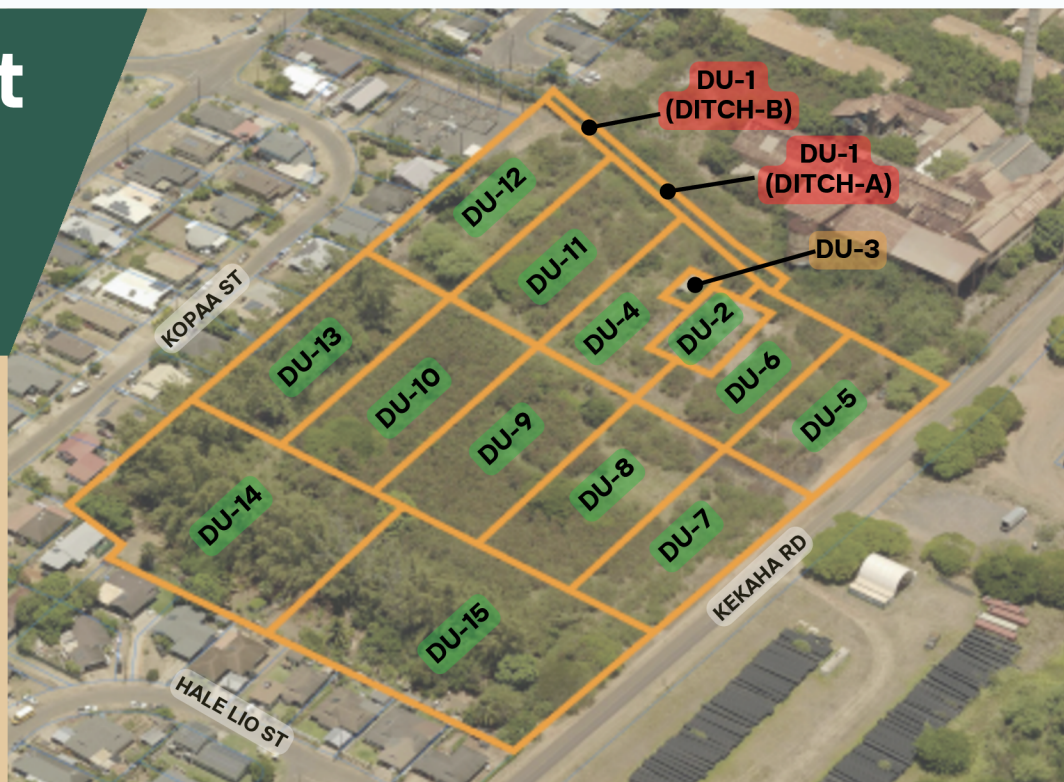 t
DU-1
(DITCH-B)
DU-1
(DITCH-A)
DU-3
DU-12
DU-11
DU-4
DU-2
DU-6
DU-5
DU-13
DU-10
DU-9
DU-8
DU-7
DU-14
DU-15
KOPAA ST
KEKAHA RD
HALE LIO ST